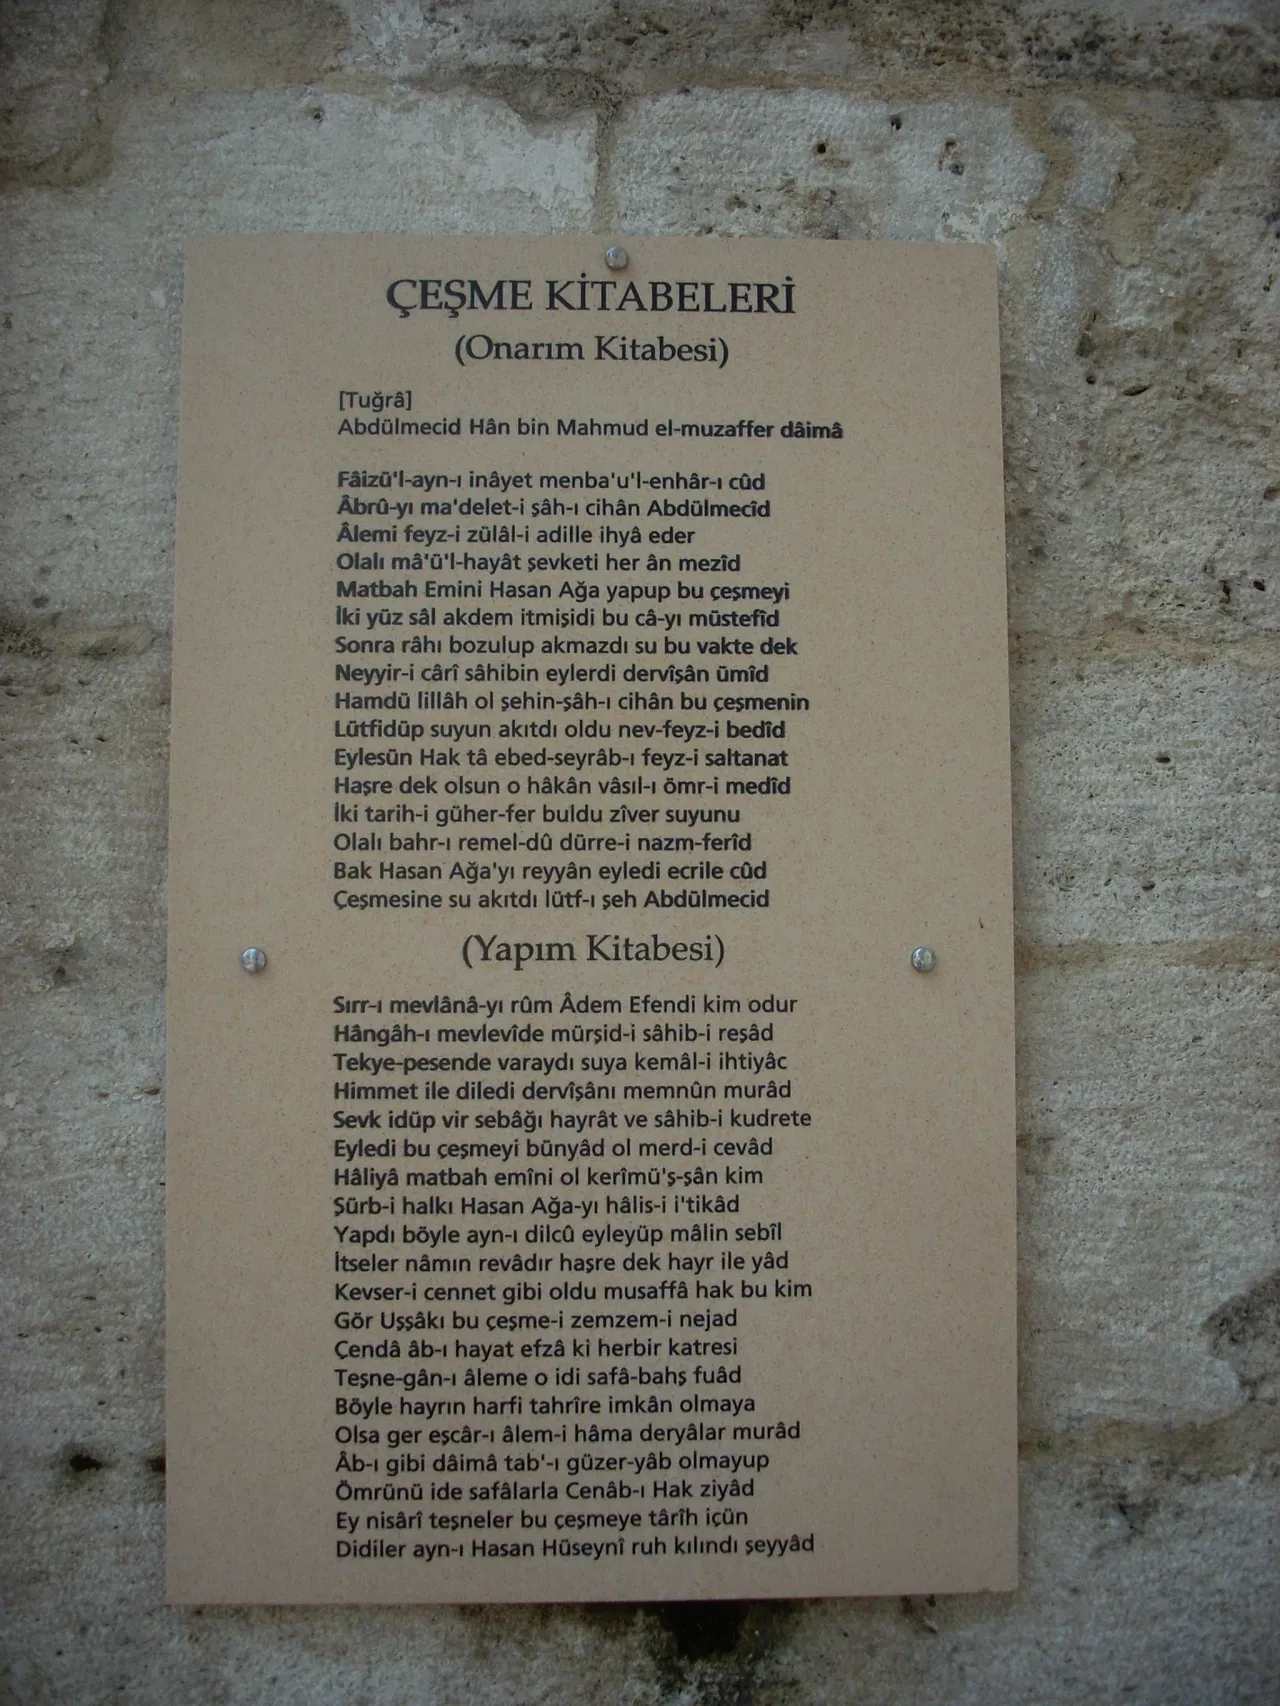 ÇEŞME KİTABELERİ
(Onarım Kitabesi)
[Tuğrâ]
Abdülmecid Hân bin Mahmud el-muzaffer dâimâ
Fâizü'l-ayn-ı inâyet menba'u'l-enhâr-ı cûd
Âbrû-yı ma'delet-i şâh-ı cihân Abdülmecîd
Âlemi feyz-i zülâl-i adille ihyâ eder
Olalı mâ'ü'l-hayât şevketi her ân mezîd
Matbah Emini Hasan Ağa yapup bu çeşmeyi
İki yüz sâl akdem itmişidi bu câ-yı müstefîd
Sonra râhı bozulup akmazdı su bu vakte dek
Neyyir-i cârî sâhibin eylerdi dervîşân ümîd
Hamdü lillâh ol şehin-şâh-ı cihân bu çeşmenin
Lütfidüp suyun akıtdı oldu nev-feyz-i bedîd
Eylesün Hak tâ ebed-seyrâb-ı feyz-i saltanat
Haşre dek olsun o hâkân vâsıl-ı ömr-i medîd
İki tarih-i güher-fer buldu zîver suyunu
Olalı bahr-ı remel-dû dürre-i nazm-ferîd
Bak Hasan Ağa'yı reyyân eyledi ecrile cûd
Çeşmesine su akıtdı lütf-ı şeh Abdülmecid
(Yapım Kitabesi)
Sırr-ı mevlânâ-yı rûm Âdem Efendi kim odur
Hângâh-ı mevlevîde mürşid-i sâhib-i reşâd
Tekye-pesende varaydı suya kemâl-i ihtiyâc
Himmet ile diledi dervîşânı memnûn murâd
Sevk idüp vir sebâğı hayrât ve sâhib-i kudrete
Eyledi bu çeşmeyi bünyâd ol merd-i cevâd
Hâliyâ matbah emîni ol kerîmü'ş-şân kim
Şürb-i halkı Hasan Ağa-yı hâlis-i i'tikâd
Yapdı böyle ayn-ı dilcû eyleyüp mâlin sebîl
İtseler nâmın revâdır haşre dek hayr ile yâd
Kevser-i cennet gibi oldu musaffâ hak bu kim
Gör Uşşâkı bu çeşme-i zemzem-i nejad
Çendâ âb-ı hayat efzâ ki herbir katresi
Teşne-gân-ı âleme o idi safâ-bahş fuâd
Böyle hayrın harfi tahrîre imkân olmaya
Olsa ger eşcâr-ı âlem-i hâma deryâlar murâd
Âb-ı gibi dâimâ tab'-ı güzer-yâb olmayup
Ömrünü ide safâlarla Cenâb-ı Hak ziyâd
Ey nisârî teşneler bu çeşmeye târîh içün
Didiler ayn-ı Hasan Hüseynî ruh kılındı şeyyâd